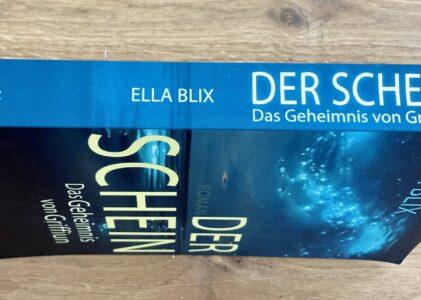 ELLA BLIX
DER SCHE
Das Geheimnis von Gr
BLIX
DER
ROMAN
SCHEIN
Das Geheimnis
von Griffiun